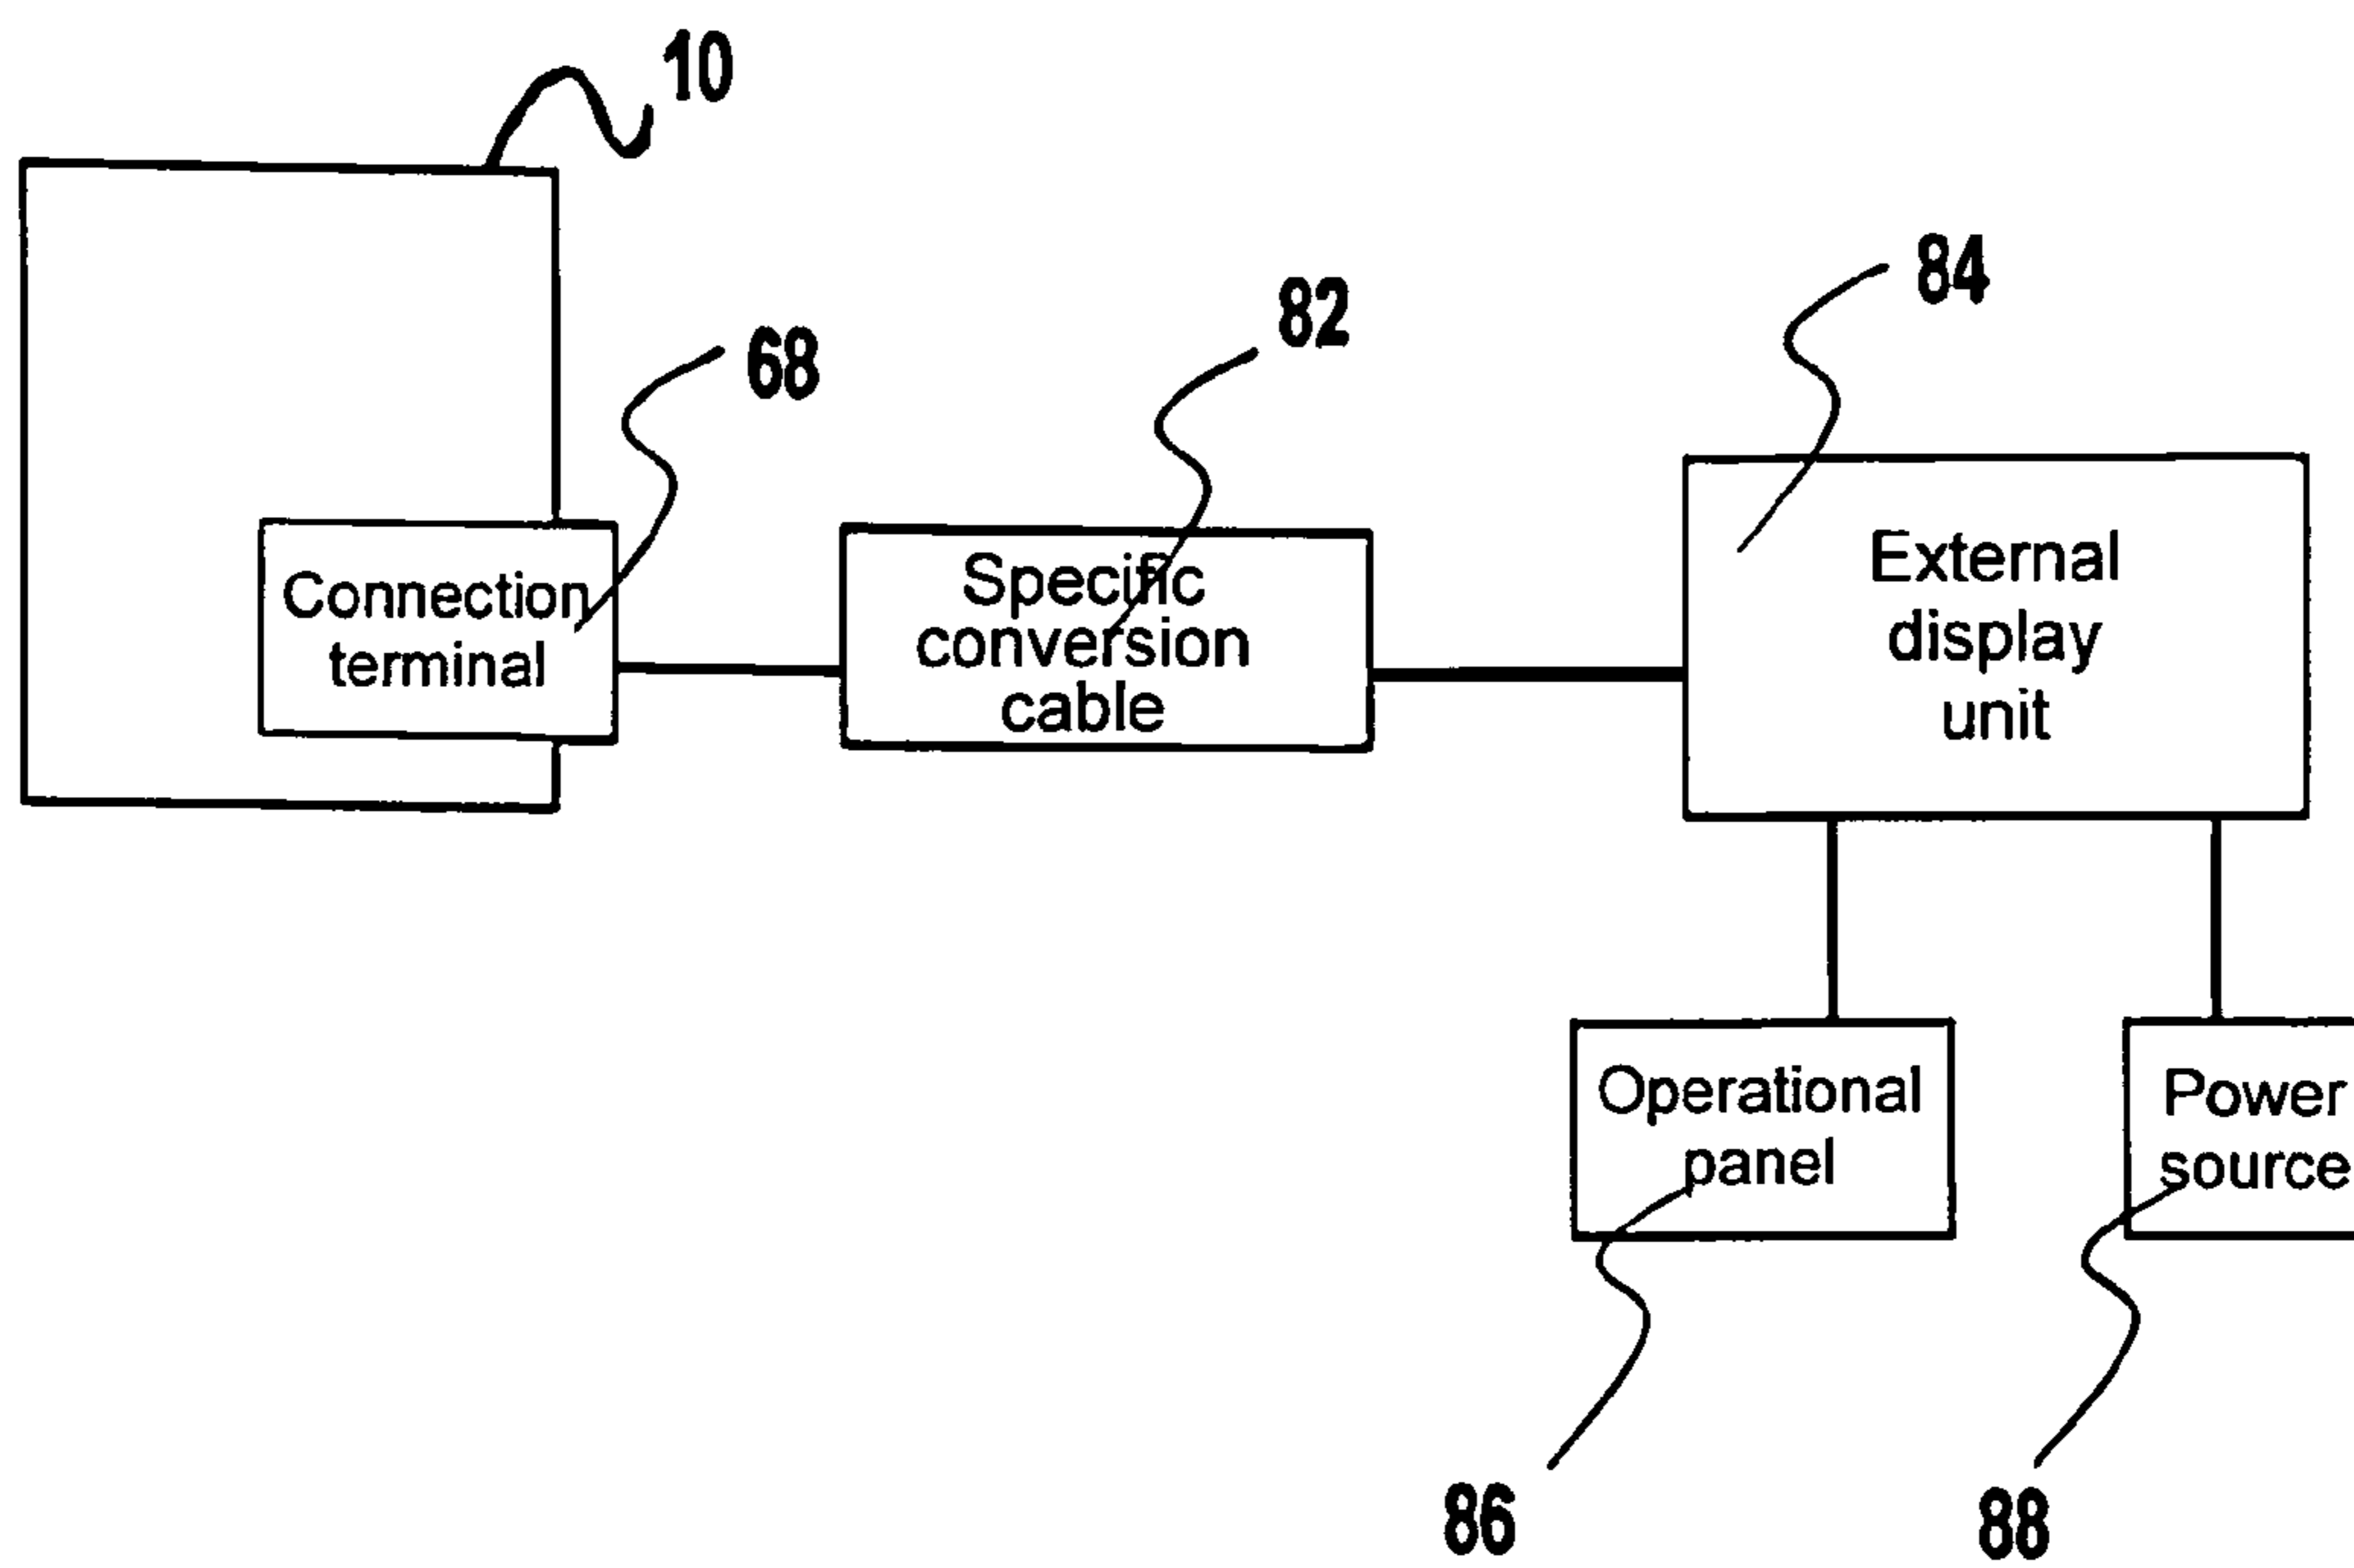 10
68
82
84
Connection
terminal
Specific
conversion
cable
External
display
unit
Operational
panel
Power
source
86
88